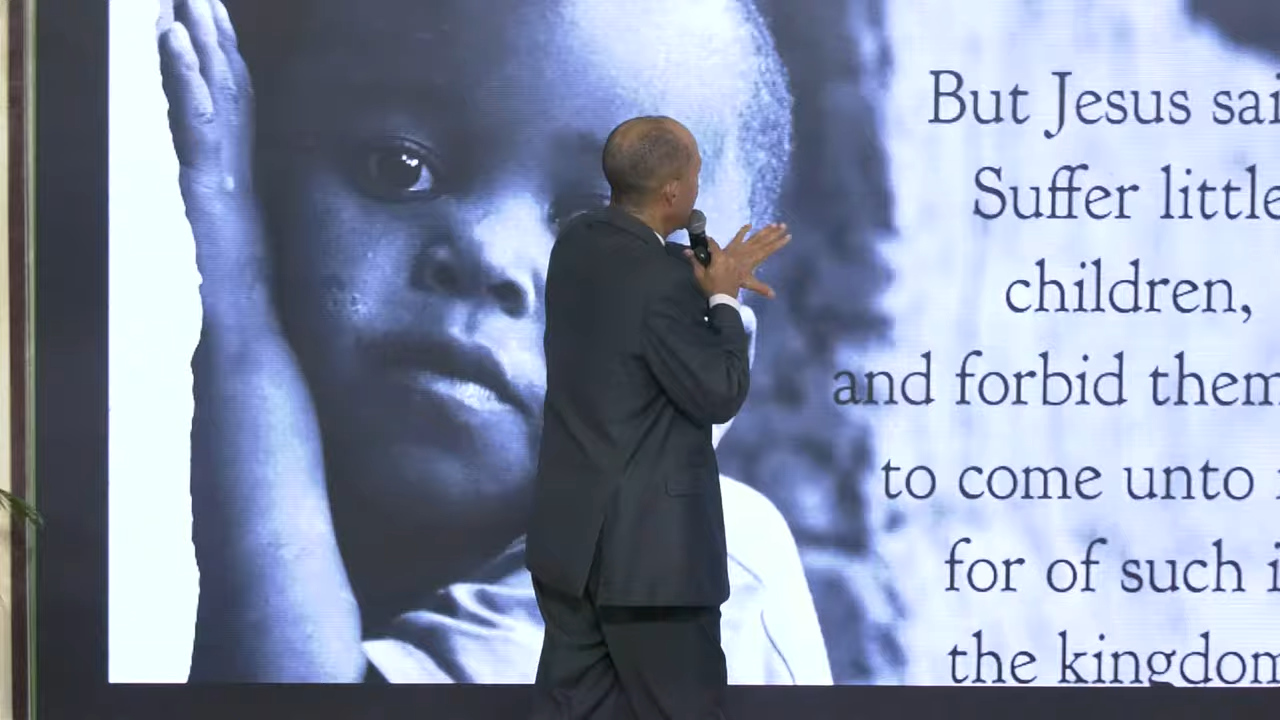 But Jesus sai
Suffer little
children,
and forbid them
to come unto
for of such i
the kingdom